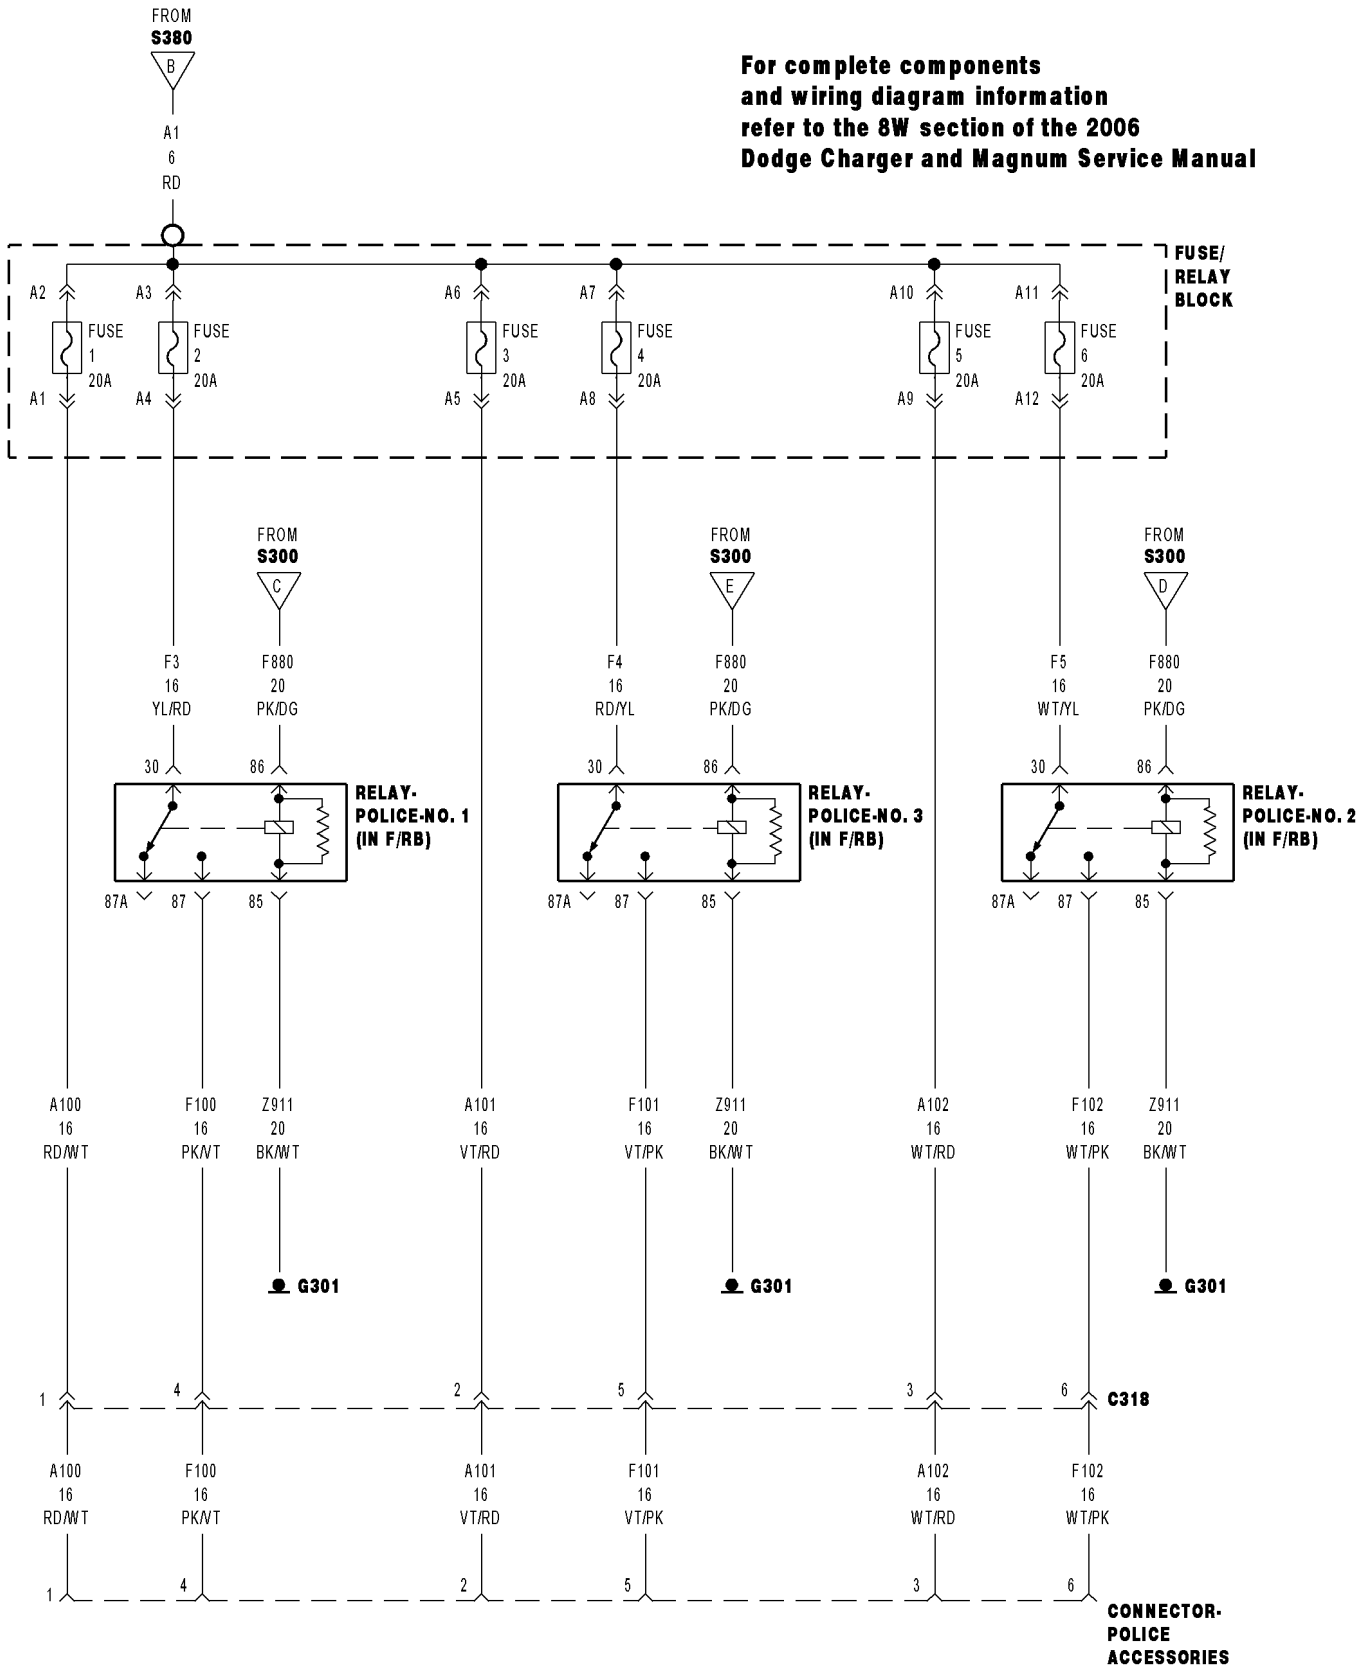 FROM
S380
B
A1
6
RD
For complete components
and wiring diagram information
refer to the 8W section of the 2006
Dodge Charger and Magnum Service Manual
FUSE/
RELAY
BLOCK
A2 A3 A6 A7 A10 A11
FUSE FUSE FUSE FUSE FUSE FUSE
1 2 3 4 5 6
20A 20A 20A 20A 20A 20A
A1 A4 A5 A8 A9 A12
FROM FROM FROM
S300 S300 S300
C E D
F3 F880 F4 F880 F5 F880
16 20 16 20 16 20
YL/RD PK/DG RD/YL PK/DG WT/YL PK/DG
30 86 30 86 30 86
RELAY- RELAY- RELAY-
POLICE-NO. 1 POLICE-NO. 3 POLICE-NO. 2
(IN F/RB) (IN F/RB) (IN F/RB)
87A 87 85 87A 87 85 87A 87 85
A100 F100 Z911 A101 F101 Z911 A102 F102 Z911
16 16 20 16 16 20 16 16 20
RD/WT PK/VT BK/WT VT/RD VT/PK BK/WT WT/RD WT/PK BK/WT
G301 G301 G301
1 4 2 5 3 6 C318
A100 F100 A101 F101 A102 F102
16 16 16 16 16 16
RD/WT PK/VT VT/RD VT/PK WT/RD WT/PK
1 4 2 5 3 6
CONNECTOR-
POLICE
ACCESSORIES